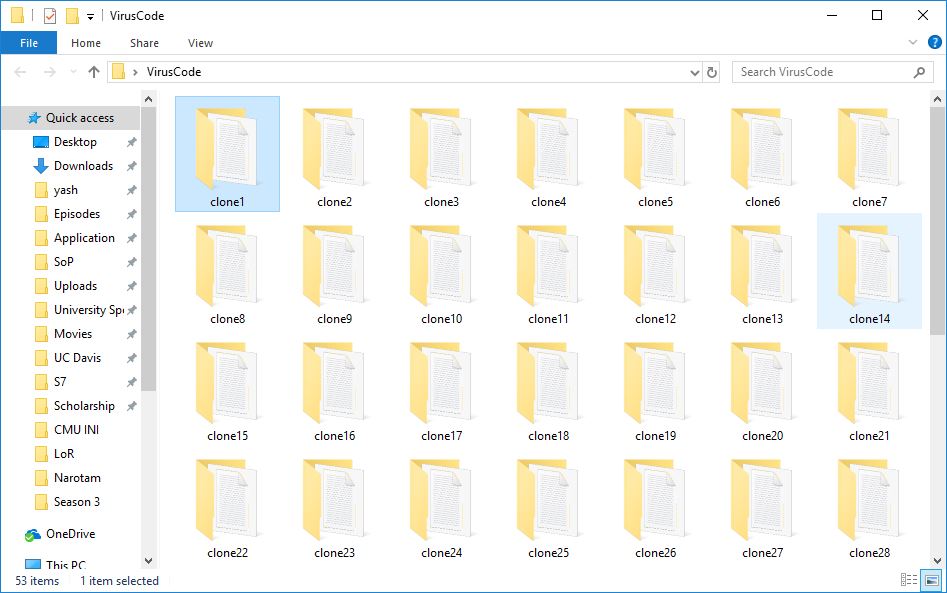 VirusCode
File Home Share View
VirusCode
Search VirusCode
Quick access
Desktop
Downloads
yash
Episodes
Application
SoP
Uploads
University Spe
Movies
UC Davis
S7
Scholarship
CMU INI
LoR
Narotam
Season 3
OneDrive
This PC
clone1 clone2 clone3 clone4 clone5 clone6 clone7
clone8 clone9 clone10 clone11 clone12 clone13 clone14
clone15 clone16 clone17 clone18 clone19 clone20 clone21
clone22 clone23 clone24 clone25 clone26 clone27 clone28
53 items 1 item selected